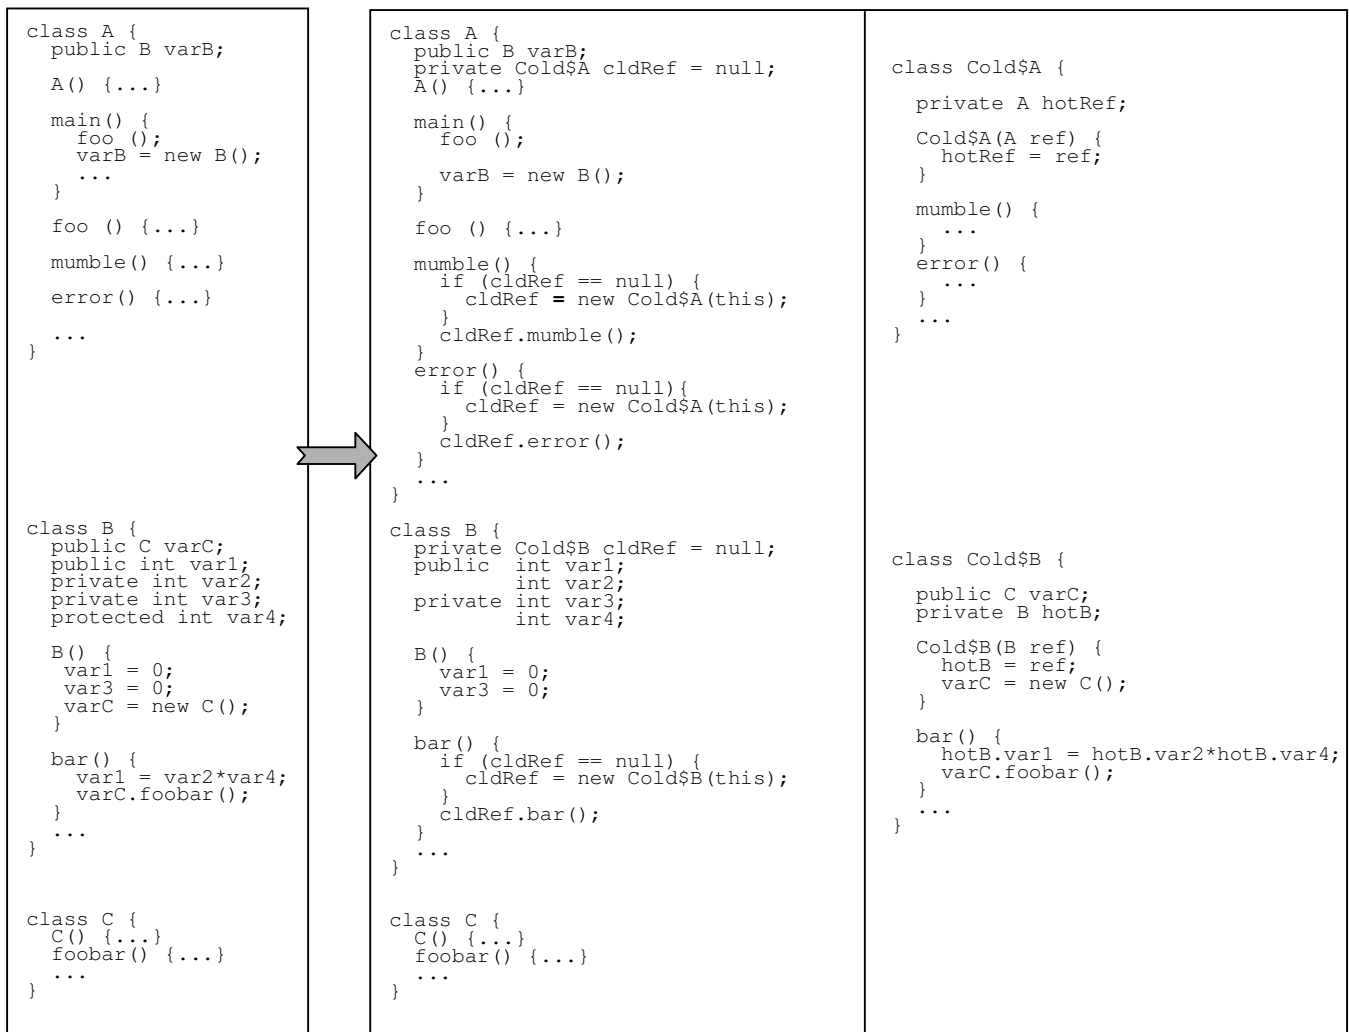 class A {
public B varB;
A() {...}
main() {
foo ();
varB = new B();
...
}
foo () {...}
mumble() {...}
error() {...}
...
}
class B {
public C varC;
public int var1;
private int var2;
private int var3;
protected int var4;
B() {
var1 = 0;
var3 = 0;
varC = new C();
}
bar() {
var1 = var2*var4;
varC.foobar();
}
...
}
class C {
C() {...}
foobar() {...}
...
}
class A {
public B varB;
private Cold$A cldRef = null;
A() {...}
main() {
foo ();
varB = new B();
}
foo () {...}
mumble() {
if (cldRef == null) {
cldRef = new Cold$A(this);
}
cldRef.mumble();
}
error() {
if (cldRef == null){
cldRef = new Cold$A(this);
}
cldRef.error();
}
...
}
class B {
private Cold$B cldRef = null;
public int var1;
int var2;
private int var3;
int var4;
B() {
var1 = 0;
var3 = 0;
}
bar() {
if (cldRef == null) {
cldRef = new Cold$B(this);
}
cldRef.bar();
}
...
}
class C {
C() {...}
foobar() {...}
...
}
class Cold$A {
private A hotRef;
Cold$A(A ref) {
hotRef = ref;
}
mumble() {
...
}
error() {
...
}
...
}
class Cold$B {
public C varC;
private B hotB;
Cold$B(B ref) {
hotB = ref;
varC = new C();
}
bar() {
hotB.var1 = hotB.var2*hotB.var4;
varC.foobar();
}
...
}